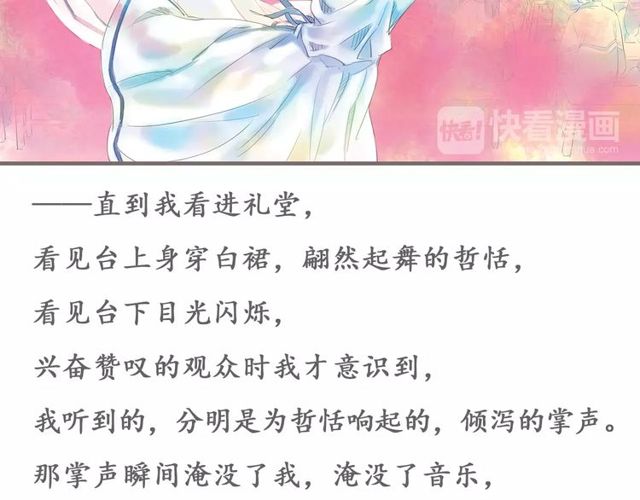 快看!
快看漫画
——直到我看进礼堂，
看见台上身穿白裙，翩然起舞的哲恬，
看见台下目光闪烁，
兴奋赞叹的观众时我才意识到，
我听到的，分明是为哲恬响起的，倾泻的掌声。
那掌声瞬间淹没了我，淹没了音乐，